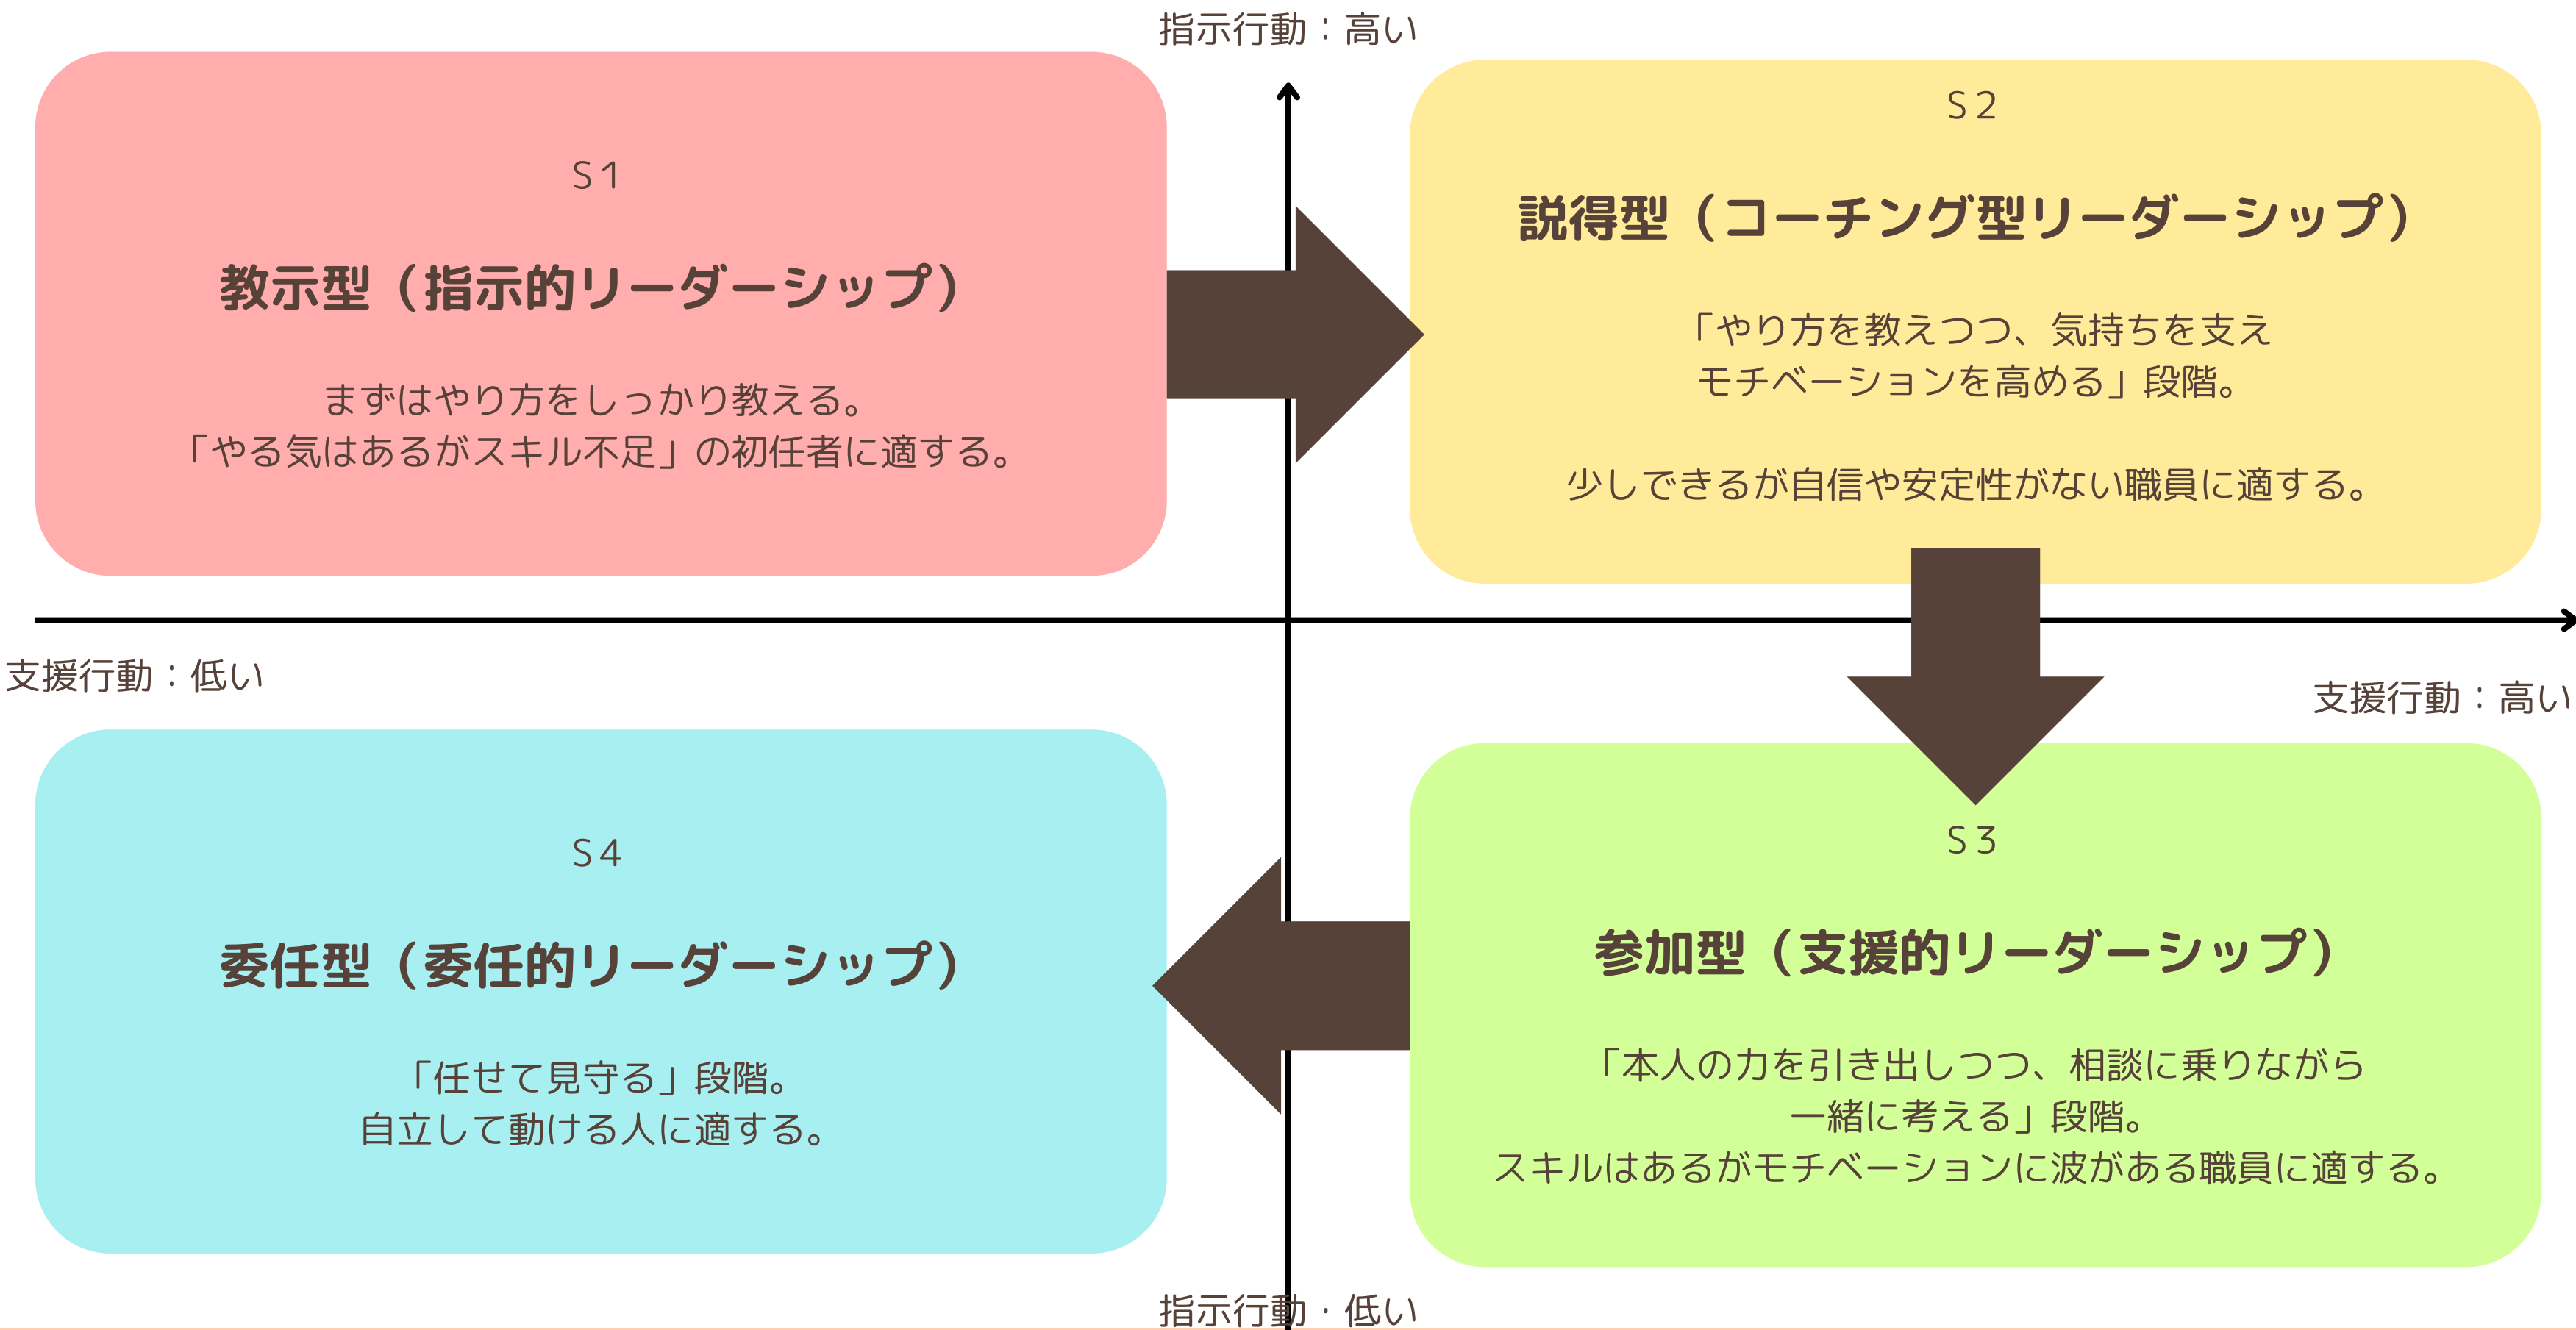 指示行動：高い
S１
教示型（指示的リーダーシップ）
まずはやり方をしっかり教える。
「やる気はあるがスキル不足」の初任者に適する。
S２
説得型（コーチング型リーダーシップ）
「やり方を教えつつ、気持ちを支え
モチベーションを高める」段階。
少しできるが自信や安定性がない職員に適する。
支援行動：低い
支援行動：高い
S４
委任型（委任的リーダーシップ）
「任せて見守る」段階。
自立して動ける人に適する。
S３
参加型（支援的リーダーシップ）
「本人の力を引き出しつつ、相談に乗りながら
一緒に考える」段階。
スキルはあるがモチベーションに波がある職員に適する。
指示行動・低い